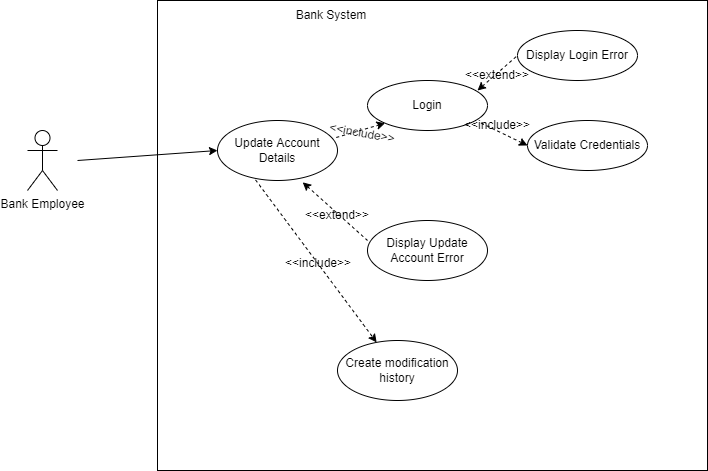 Bank System
Display Login Error
<<extend>>
Login
<<include>>
<<include>>
Update Account
Details
Validate Credentials
Bank Employee
<<extend>>
Display Update
Account Error
<<include>>
Create modification
history